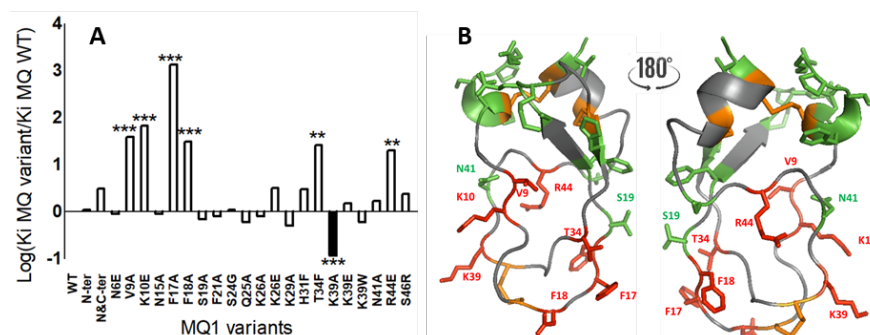 A
Log(Ki MQ variant/Ki MQ WT)
4
3
2
1
0
-1
-2
***
***
***
***
**
***
**
WT
N-ter
N&C-ter
N6E
V9A
K10E
N15A
F17A
F18A
S19A
F21A
S24G
Q25A
K26A
K26E
K29A
H31F
T34F
K39A
K39E
K39W
N41A
R44E
S46R
MQ1 variants
B
180°
N41
K10
V9
R44
S19
T34
K39
F18
F17
V9
N41
S19
R44
T34
K1
F18
F17
K39